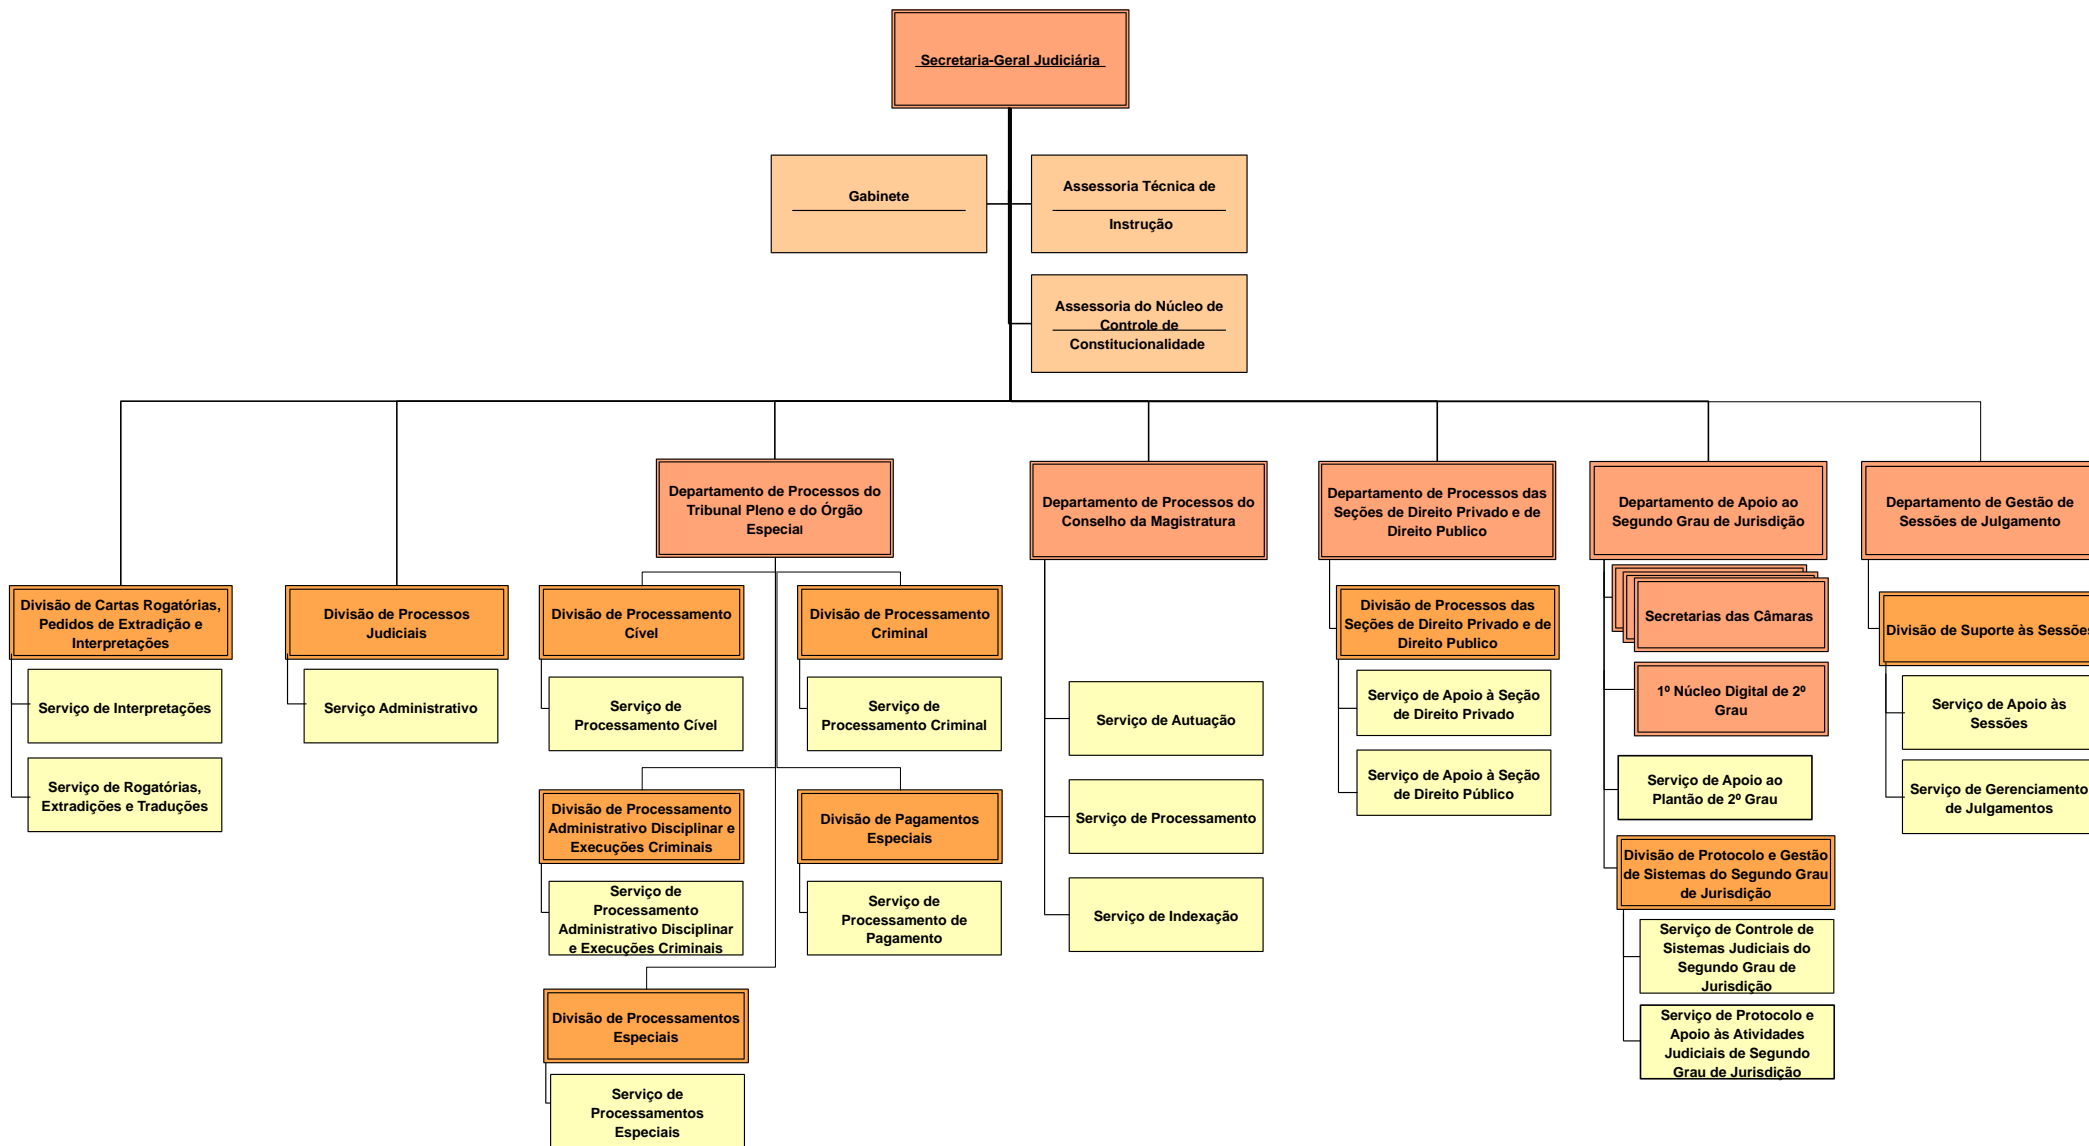 Secretaria-Geral Judiciária
Gabinete
Assessoria Técnica de
Instrução
Assessoria do Núcleo de
Controle de
Constitucionalidade
Departamento de Processos do
Tribunal Pleno e do Órgão
Especial
Departamento de Processos do
Conselho da Magistratura
Departamento de Processos das
Seções de Direito Privado e de
Direito Publico
Departamento de Apoio ao
Segundo Grau de Jurisdição
Departamento de Gestão de
Sessões de Julgamento
Divisão de Cartas Rogatórias,
Pedidos de Extradição e
Interpretações
Serviço de Interpretações
Serviço de Rogatórias,
Extradições e Traduções
Divisão de Processos
Judiciais
Serviço Administrativo
Divisão de Processamento
Cível
Serviço de
Processamento Cível
Divisão de Processamento
Criminal
Serviço de
Processamento Criminal
Divisão de Processamento
Administrativo Disciplinar e
Execuções Criminais
Serviço de
Processamento
Administrativo Disciplinar
e Execuções Criminais
Divisão de Pagamentos
Especiais
Serviço de
Processamento de
Pagamento
Divisão de Processamentos
Especiais
Serviço de
Processamentos
Especiais
Serviço de Autuação
Serviço de Processamento
Serviço de Indexação
Divisão de Processos das
Seções de Direito Privado e de
Direito Publico
Serviço de Apoio à Seção
de Direito Privado
Serviço de Apoio à Seção
de Direito Público
Secretarias das Câmaras
1º Núcleo Digital de 2º
Grau
Serviço de Apoio ao
Plantão de 2º Grau
Divisão de Protocolo e Gestão
de Sistemas do Segundo Grau
de Jurisdição
Serviço de Controle de
Sistemas Judiciais do
Segundo Grau de
Jurisdição
Serviço de Protocolo e
Apoio às Atividades
Judiciais de Segundo
Grau de Jurisdição
Divisão de Suporte às Sessões
Serviço de Apoio às
Sessões
Serviço de Gerenciamento
de Julgamentos